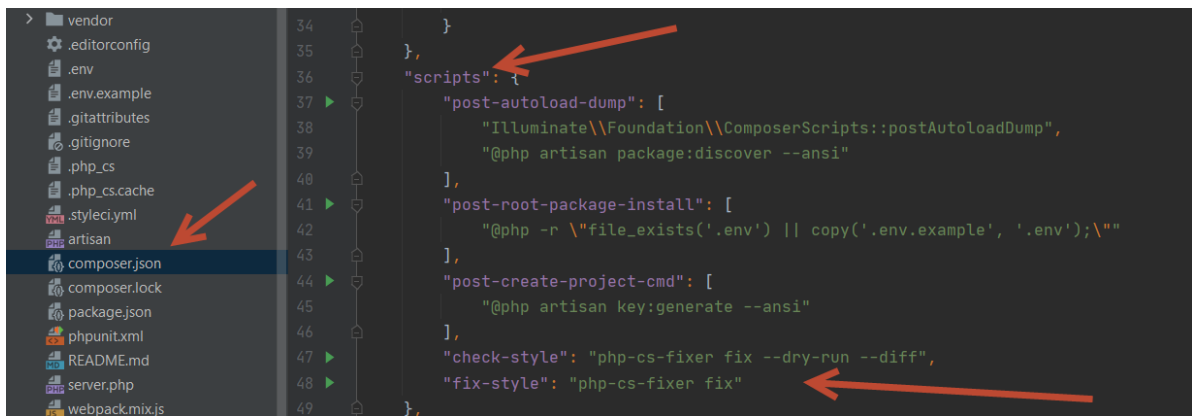 vendor
.editorconfig
.env
.env.example
.gitattributes
.gitignore
.php_cs
.php_cs.cache
.styleci.yml
artisan
composer.json
composer.lock
package.json
phpunit.xml
README.md
server.php
webpack.mix.js
34 }
35 },
36 "scripts": {
37 "post-autoload-dump": [
38 "Illuminate\\Foundation\\ComposerScripts::postAutoloadDump",
39 "@php artisan package:discover --ansi"
40 ],
41 "post-root-package-install": [
42 "@php -r \"file_exists('.env') || copy('.env.example', '.env');\""
43 ],
44 "post-create-project-cmd": [
45 "@php artisan key:generate --ansi"
46 ],
47 "check-style": "php-cs-fixer fix --dry-run --diff",
48 "fix-style": "php-cs-fixer fix"
49 },